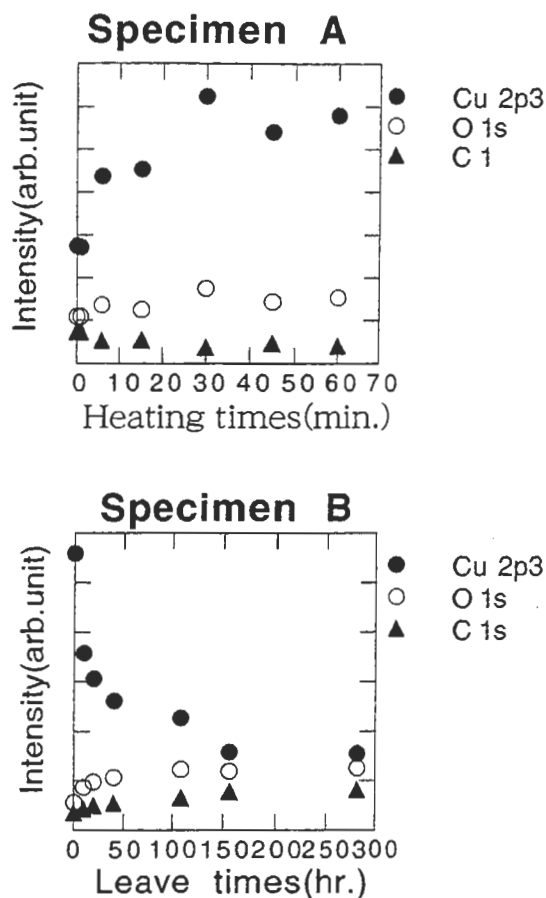 Specimen A
Intensity(arb.unit)
Cu 2p3
O 1s
C 1
0 10 20 30 40 50 60 70
Heating times(min.)
Specimen B
Intensity(arb.unit)
Cu 2p3
O 1s
C 1s
0 50 100 150 200 250 300
Leave times(hr.)